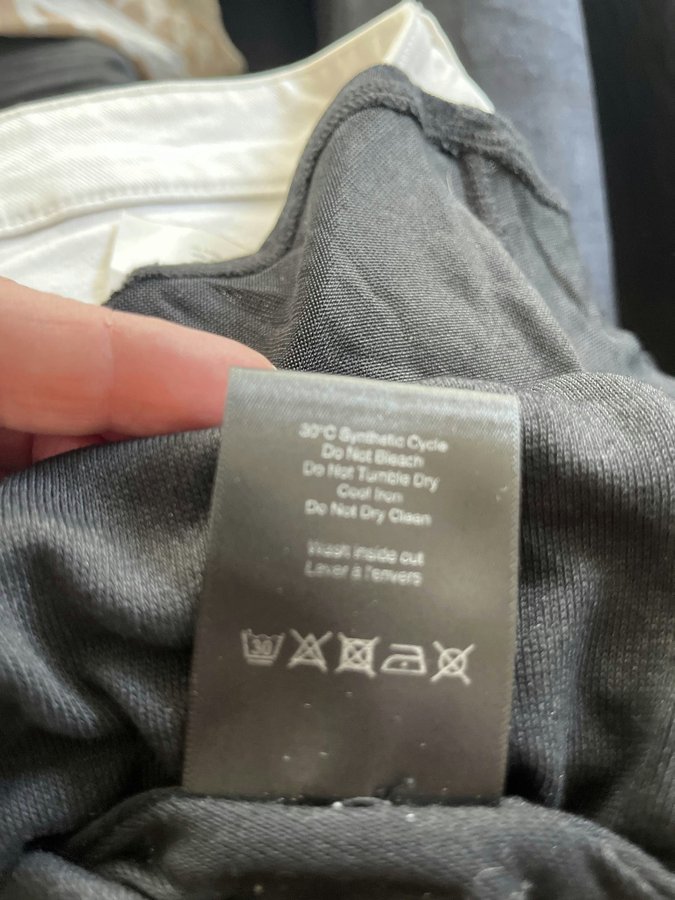 30°C Synthetic Cycle
Do Not Bleach
Do Not Tumble Dry
Cool Iron
Do Not Dry Clean
Wash inside out
Laver à l'envers
30